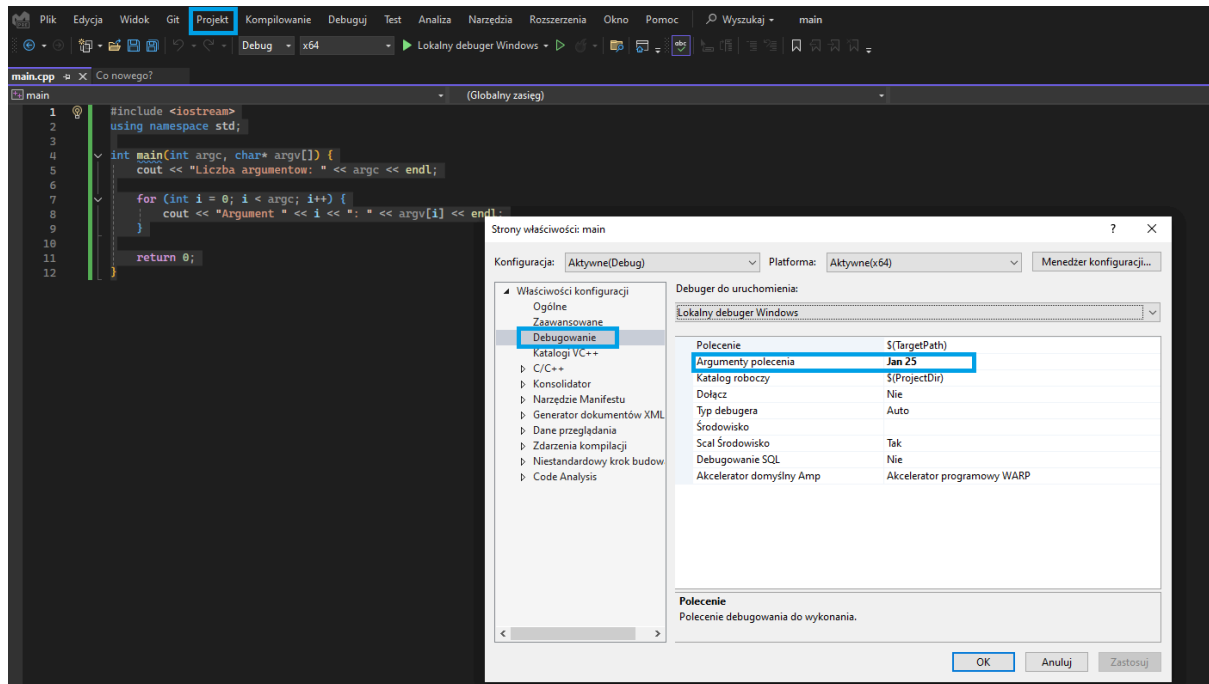 Plik Edycja Widok Git Projekt Kompilowanie Debuguj Test Analiza Narzędzia Rozszerzenia Okno Pomoc Wyszukaj main
Debug x64 Lokalny debuger Windows abc
main.cpp Co nowego?
main (Globalny zasięg)
1 #include <iostream>
2 using namespace std;
3
4 int main(int argc, char* argv[]) {
5 cout << "Liczba argumentow: " << argc << endl;
6
7 for (int i = 0; i < argc; i++) {
8 cout << "Argument " << i << ": " << argv[i] << endl;
9 }
10
11 return 0;
12 }
Strony właściwości: main ? X
Konfiguracja: Aktywne(Debug) Platforma: Aktywne(x64) Menedżer konfiguracji...
Właściwości konfiguracji
Ogólne
Zaawansowane
Debugowanie
Katalogi VC++
C/C++
Konsolidator
Narzędzie Manifestu
Generator dokumentów XML
Dane przeglądania
Zdarzenia kompilacji
Niestandardowy krok budow
Code Analysis
Debuger do uruchomienia:
Lokalny debuger Windows
Polecenie $(TargetPath)
Argumenty polecenia Jan 25
Katalog roboczy $(ProjectDir)
Dołącz Nie
Typ debugera Auto
Środowisko
Scal Środowisko Tak
Debugowanie SQL Nie
Akcelerator domyślny Amp Akcelerator programowy WARP
Polecenie
Polecenie debugowania do wykonania.
OK Anuluj Zastosuj